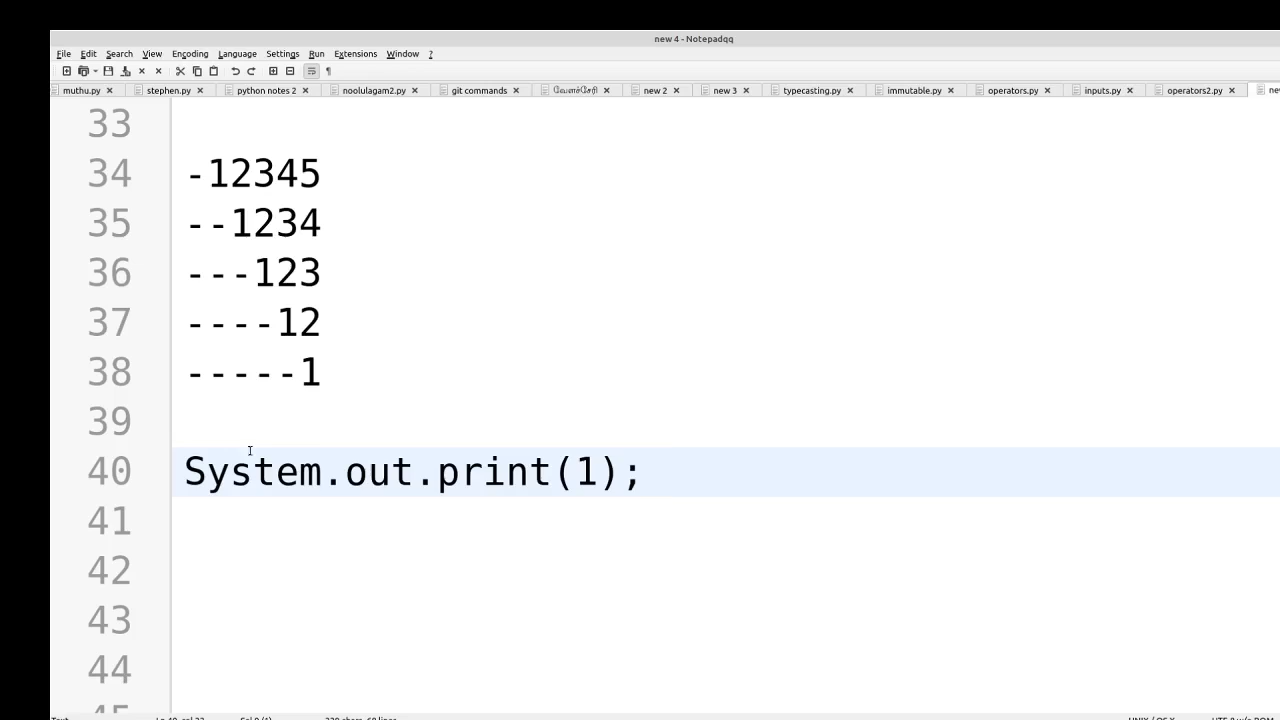 new 4 - Notepadqq
File Edit Search View Encoding Language Settings Run Extensions Window ?
muthu.py stephen.py python notes 2 noolulagam2.py git commands வேளச்சேரி new 2 new 3 typecasting.py immutable.py operators.py inputs.py operators2.py
33
34 -12345
35 --1234
36 ---123
37 ----12
38 -----1
39
40 System.out.print(1);
41
42
43
44